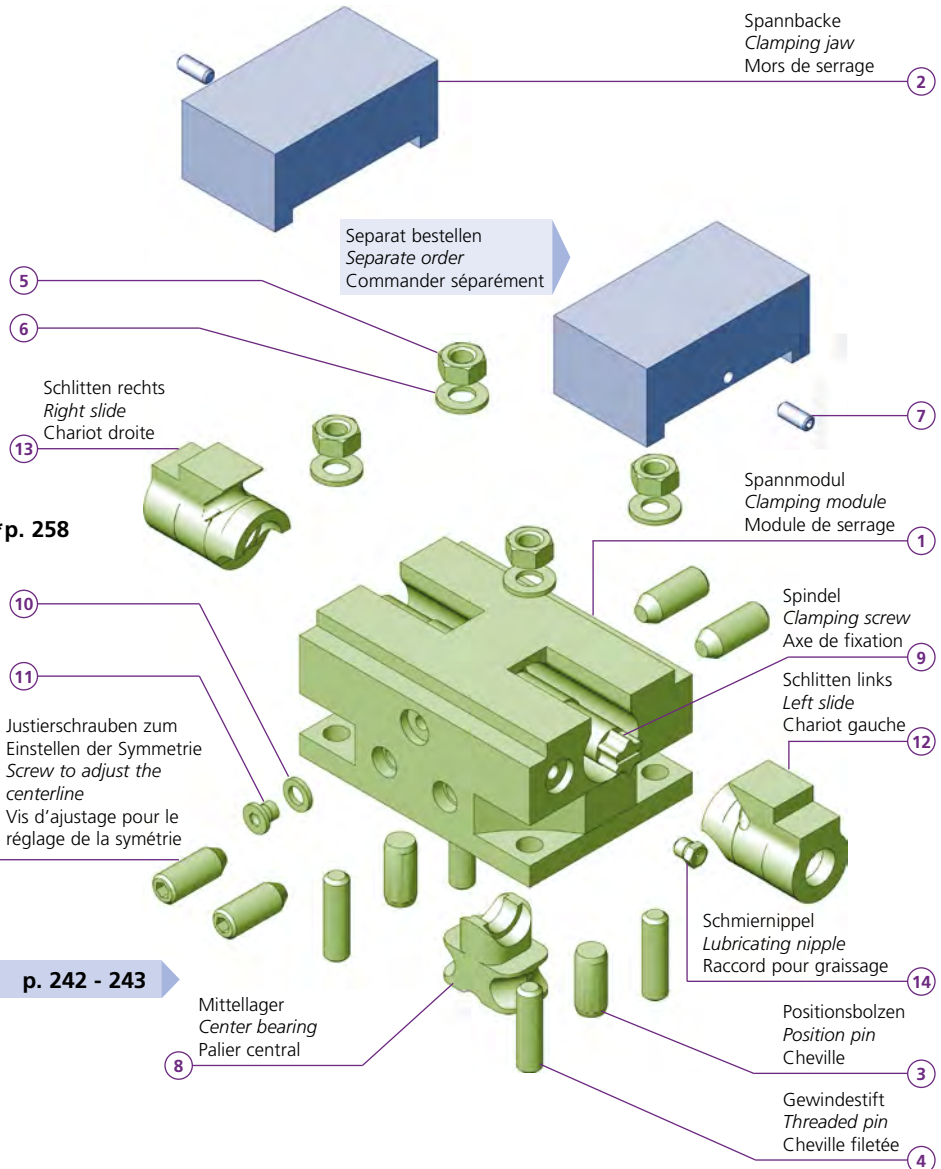 Spannbacke
Clamping jaw
Mors de serrage
2
Separat bestellen
Separate order
Commander séparément
5
6
Schlitten rechts
Right slide
Chariot droite
13
7
Spannmodul
Clamping module
Module de serrage
1
*p. 258
10
11
Spindel
Clamping screw
Axe de fixation
9
Schlitten links
Left slide
Chariot gauche
12
Justierschrauben zum
Einstellen der Symmetrie
Screw to adjust the
centerline
Vis d'ajustage pour le
réglage de la symétrie
Schmiernippel
Lubricating nipple
Raccord pour graissage
14
p. 242 - 243
Mittellager
Center bearing
Palier central
8
Positionsbolzen
Position pin
Cheville
3
Gewindestift
Threaded pin
Cheville filetée
4